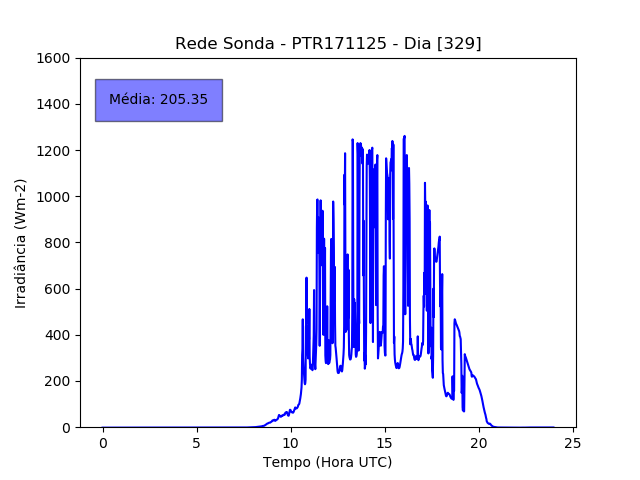 Rede Sonda - PTR171125 - Dia [329]
1600
1400
1200
1000
800
600
400
200
0
Média: 205.35
Irradiância (Wm-2)
0 5 10 15 20 25
Tempo (Hora UTC)